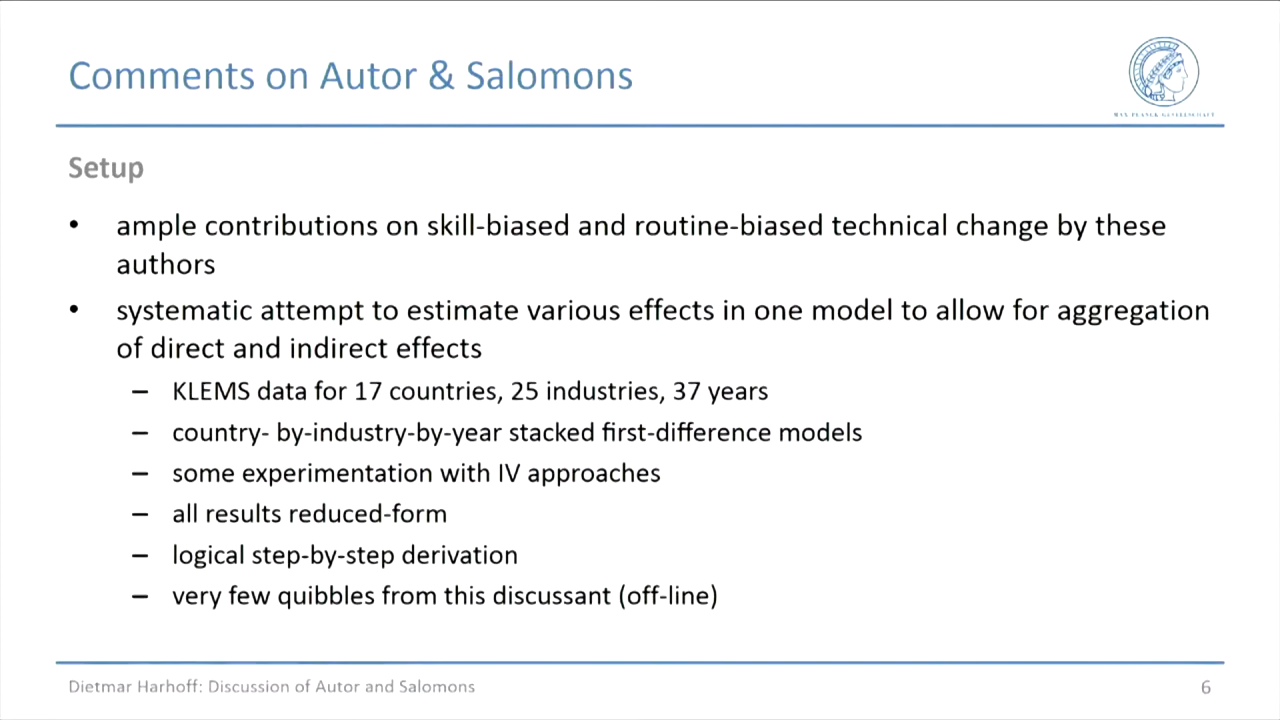 Comments on Autor & Salomons
MAX PLANCK GESELLSCHAFT
Setup
• ample contributions on skill-biased and routine-biased technical change by these
authors
• systematic attempt to estimate various effects in one model to allow for aggregation
of direct and indirect effects
– KLEMS data for 17 countries, 25 industries, 37 years
– country- by-industry-by-year stacked first-difference models
– some experimentation with IV approaches
– all results reduced-form
– logical step-by-step derivation
– very few quibbles from this discussant (off-line)
Dietmar Harhoff: Discussion of Autor and Salomons
6